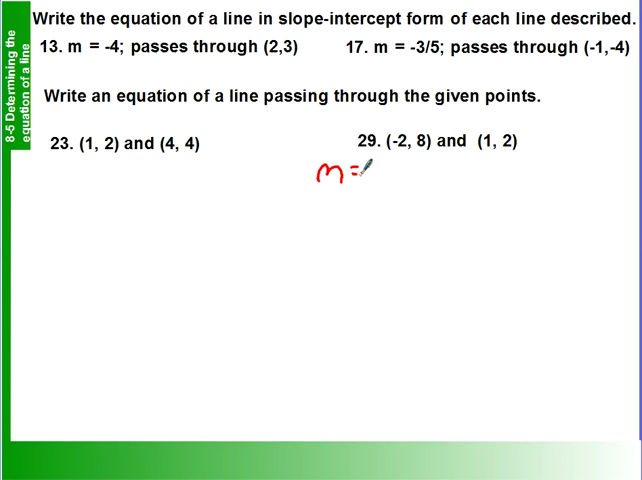 8-5 Determining the
equation of a line
Write the equation of a line in slope-intercept form of each line described.
13. m = -4; passes through (2,3)
17. m = -3/5; passes through (-1,-4)
Write an equation of a line passing through the given points.
23. (1, 2) and (4, 4)
29. (-2, 8) and (1, 2)
m =